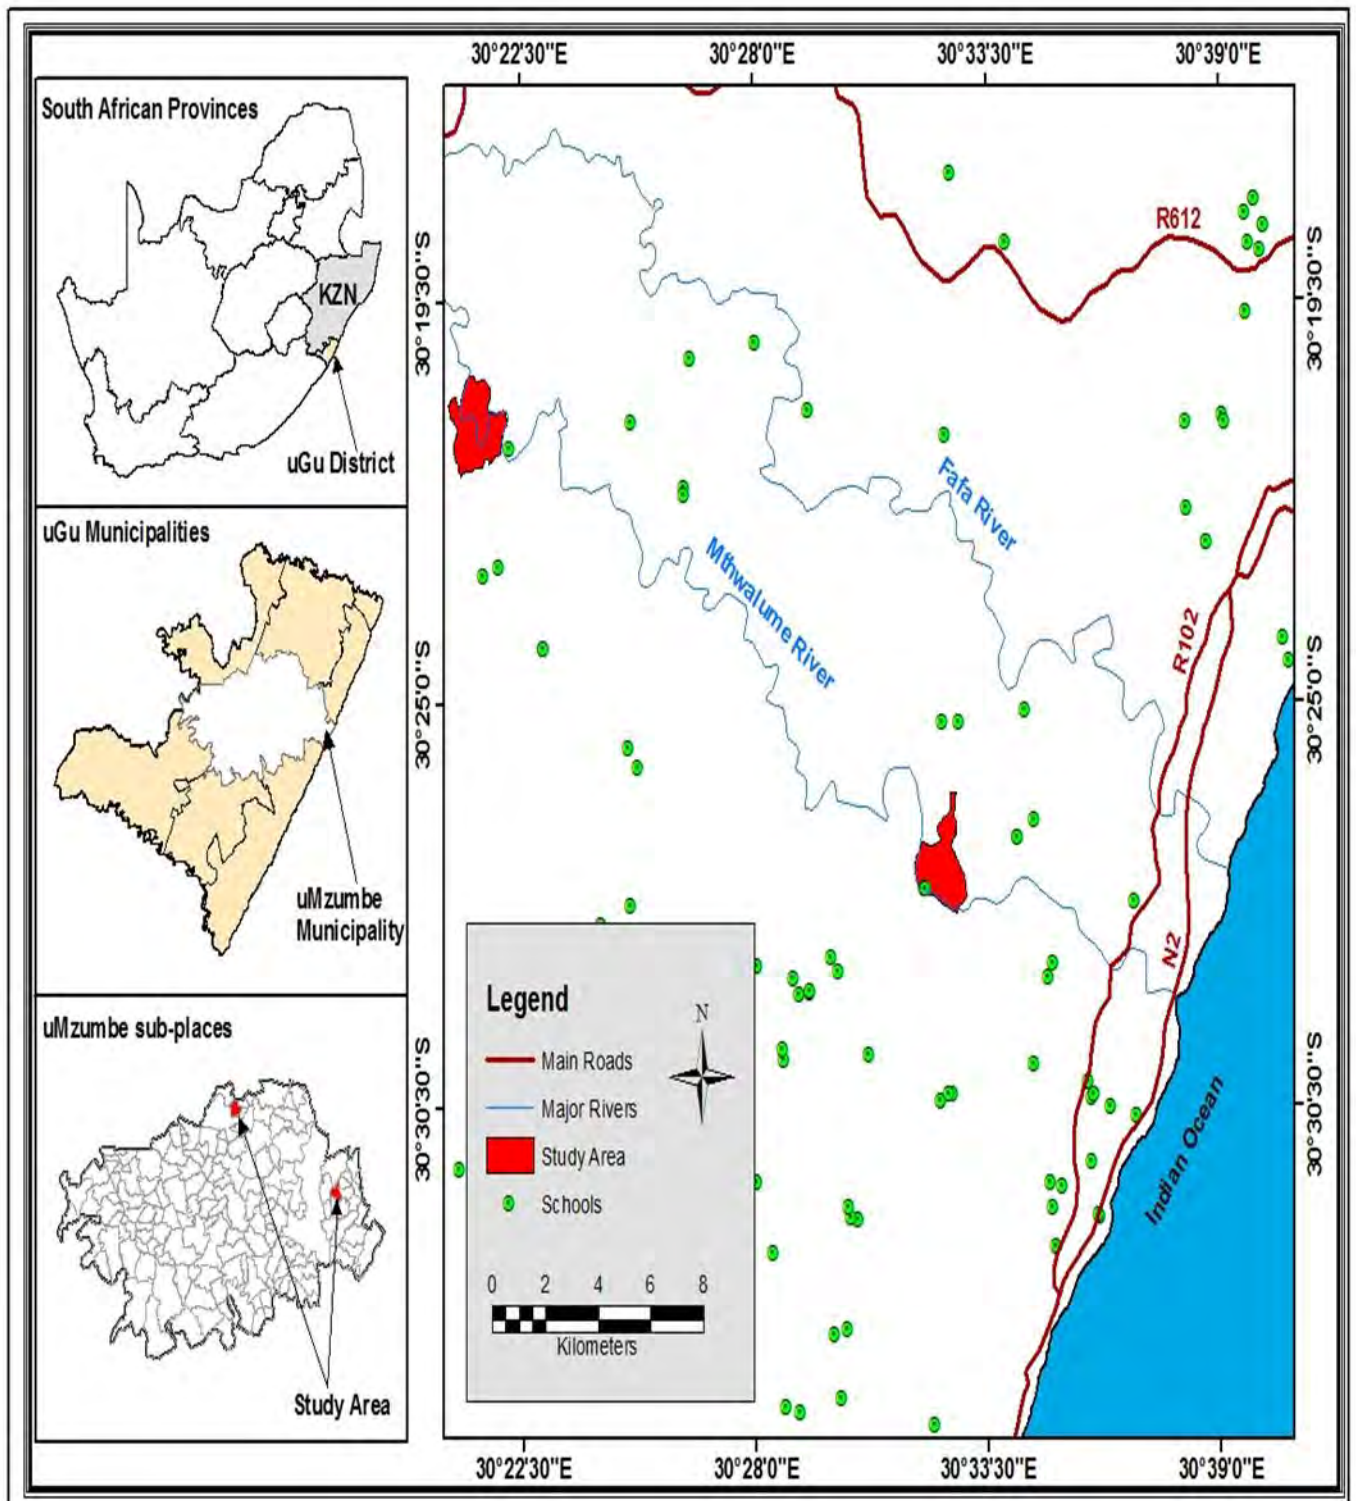 30°22'30"E
30°28'0"E
30°33'30"E
30°39'0"E
South African Provinces
KZN
uGu District
uGu Municipalities
uMzumbe
Municipality
uMzumbe sub-places
Study Area
30°19'30"S
30°25'0"S
30°30'30"S
R612
Fafa River
Mthwalume River
R102
N2
Indian Ocean
30°19'30"S
30°25'0"S
30°30'30"S
Legend
N
Main Roads
Major Rivers
Study Area
Schools
0 2 4 6 8
Kilometers
30°22'30"E
30°28'0"E
30°33'30"E
30°39'0"E